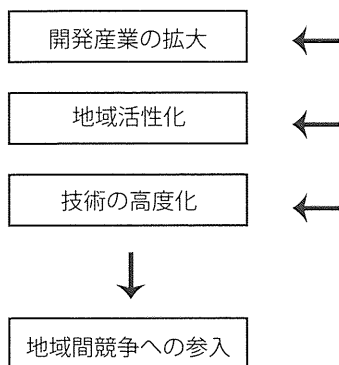 開発産業の拡大
地域活性化
技術の高度化
地域間競争への参入